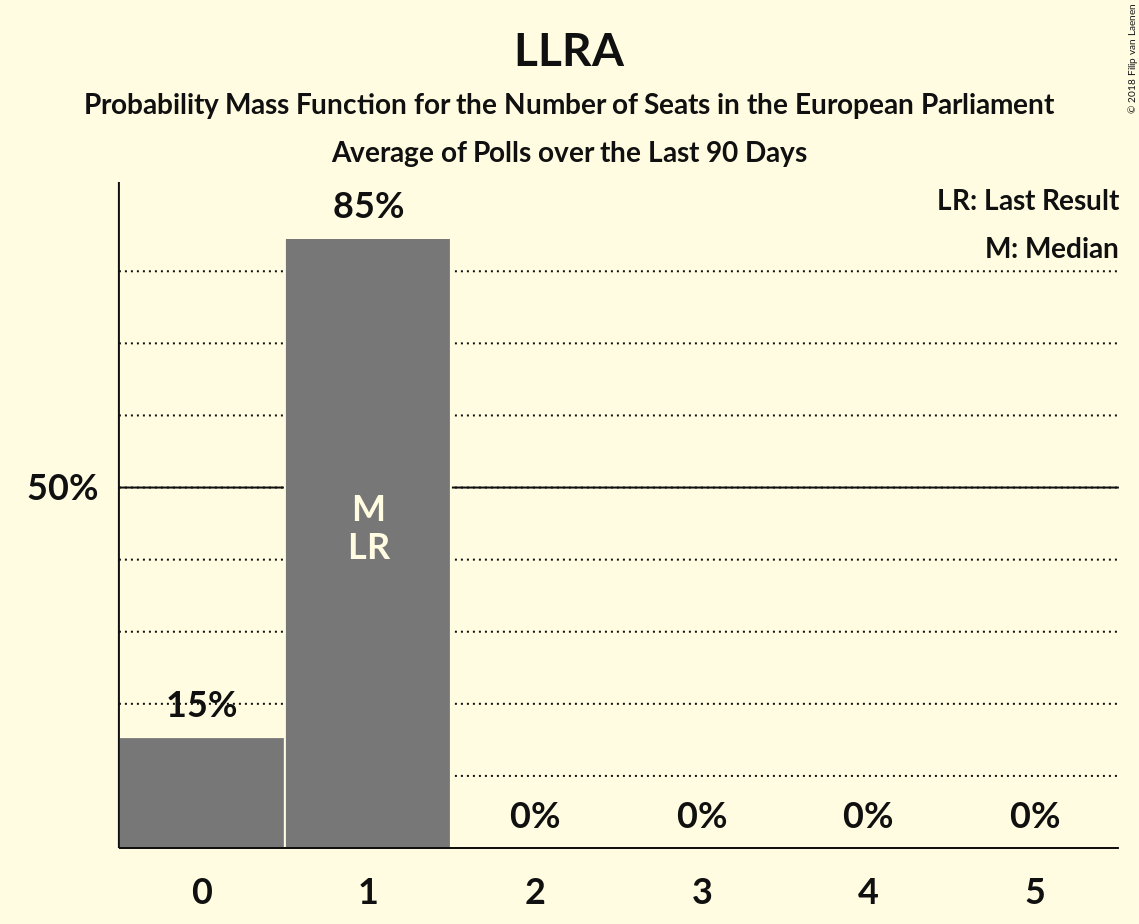 LLRA
Probability Mass Function for the Number of Seats in the European Parliament
Average of Polls over the Last 90 Days
© 2018 Filip van Laenen
LR: Last Result
M: Median
85%
50%
M
LR
15%
0%
0%
0%
0%
0
1
2
3
4
5